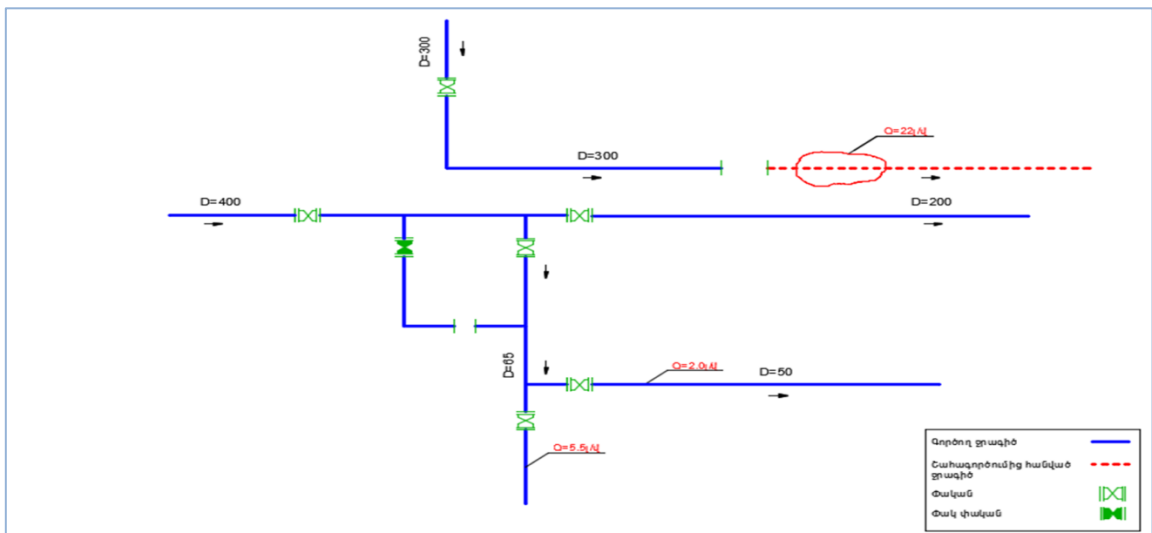 D=300
Q=22լ/վ
D=300
D=400
D=200
D=65
Q=2.0լ/վ
D=50
Q=5.5լ/վ
Գործող ջրագիծ
Շահագործումից հանված
ջրագիծ
Փական
Փակ փական